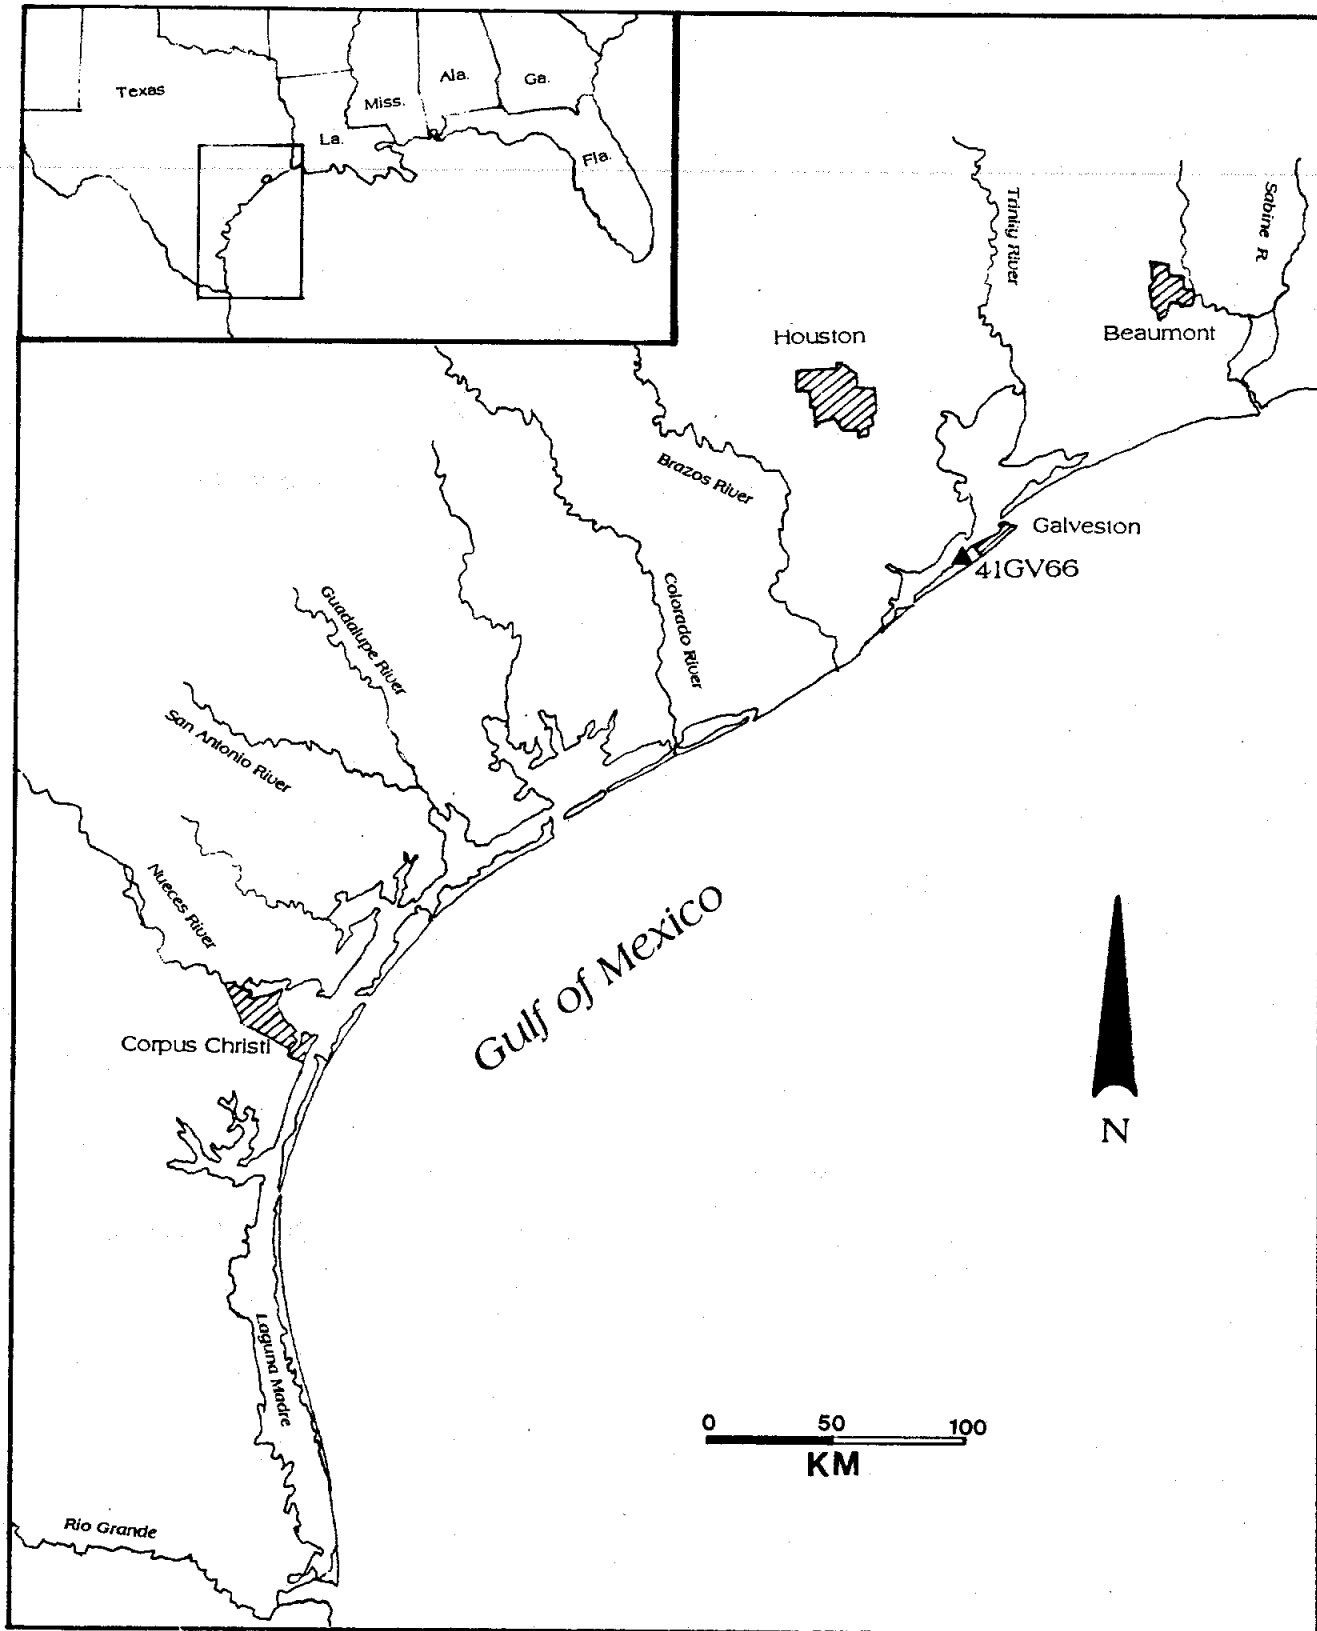 Texas
La.
Miss.
Ala.
Ga.
Fla.
Trinity River
Sabine R.
Houston
Beaumont
Brazos River
Galveston
41GV66
Colorado River
Guadalupe River
San Antonio River
Nueces River
Gulf of Mexico
Corpus Christi
N
Laguna Madre
0 50 100
KM
Rio Grande